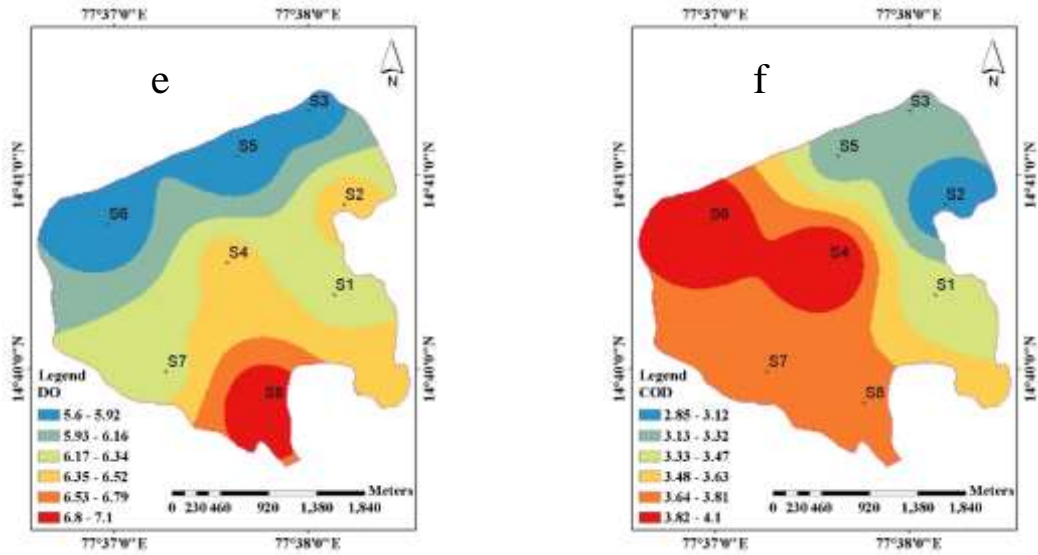 77°37'0"E 77°38'0"E
e
N
S3
S5
S2
S6
S4
S1
S7
S8
14°41'0"N
14°40'0"N
Legend
DO
5.6 - 5.92
5.93 - 6.16
6.17 - 6.34
6.35 - 6.52
6.53 - 6.79
6.8 - 7.1
Meters
0 230 460 920 1,380 1,840
77°37'0"E 77°38'0"E
77°37'0"E 77°38'0"E
f
N
S3
S5
S2
S6
S4
S1
S7
S8
14°41'0"N
14°41'0"N
14°40'0"N
14°40'0"N
Legend
COD
2.85 - 3.12
3.13 - 3.32
3.33 - 3.47
3.48 - 3.63
3.64 - 3.81
3.82 - 4.1
Meters
0 230 460 920 1,380 1,840
77°37'0"E 77°38'0"E